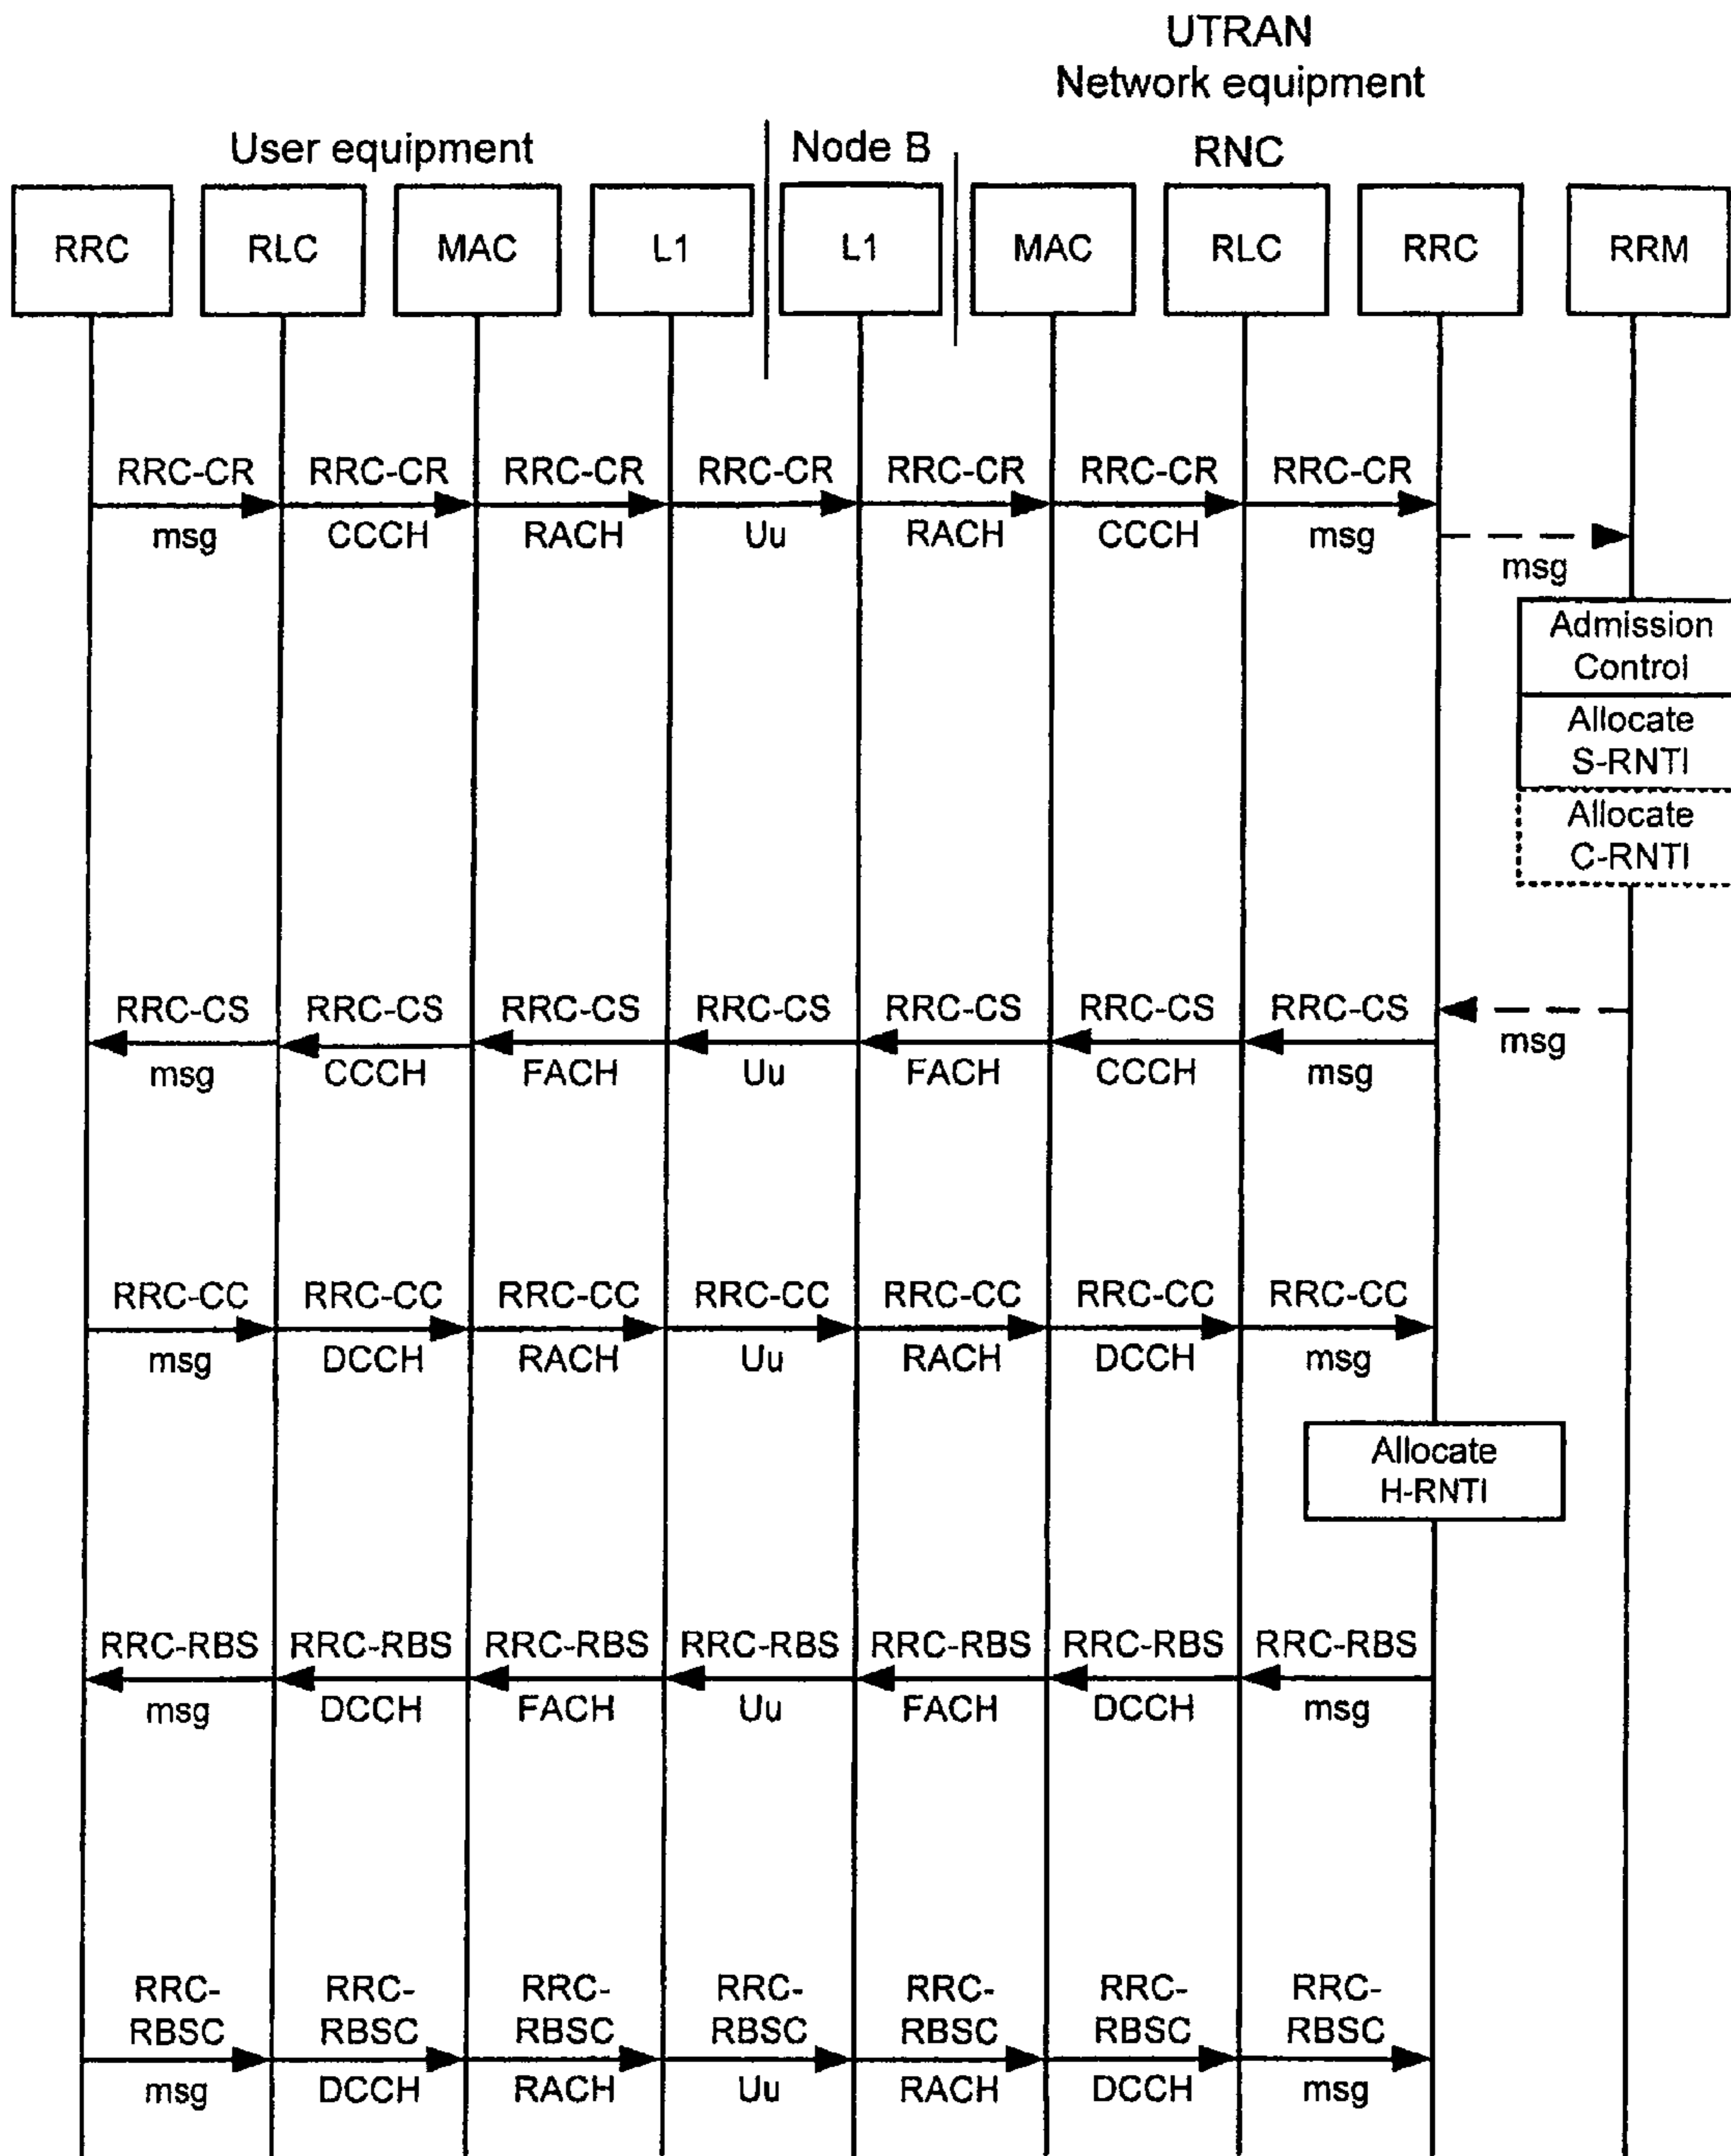 UTRAN
Network equipment
User equipment
Node B
RNC
RRC
RLC
MAC
L1
L1
MAC
RLC
RRC
RRM
RRC-CR
RRC-CR
RRC-CR
RRC-CR
RRC-CR
RRC-CR
RRC-CR
msg
CCCH
RACH
Uu
RACH
CCCH
msg
msg
Admission
Control
Allocate
S-RNTI
Allocate
C-RNTI
RRC-CS
RRC-CS
RRC-CS
RRC-CS
RRC-CS
RRC-CS
RRC-CS
msg
CCCH
FACH
Uu
FACH
CCCH
msg
msg
RRC-CC
RRC-CC
RRC-CC
RRC-CC
RRC-CC
RRC-CC
RRC-CC
msg
DCCH
RACH
Uu
RACH
DCCH
msg
Allocate
H-RNTI
RRC-RBS
RRC-RBS
RRC-RBS
RRC-RBS
RRC-RBS
RRC-RBS
RRC-RBS
msg
DCCH
FACH
Uu
FACH
DCCH
msg
RRC-
RBSC
RRC-
RBSC
RRC-
RBSC
RRC-
RBSC
RRC-
RBSC
RRC-
RBSC
RRC-
RBSC
msg
DCCH
RACH
Uu
RACH
DCCH
msg